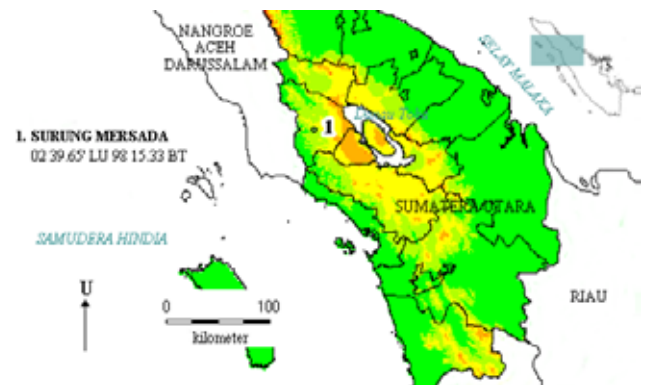 NANGROE
ACEH
DARUSSALAM
SELAT MALAKA
Danau Toba
1
1. SURUNG MERSADA
02 39.65' LU 98 15.33 BT
SUMATERA UTARA
SAMUDERA HINDIA
U
0 100
kilometer
RIAU